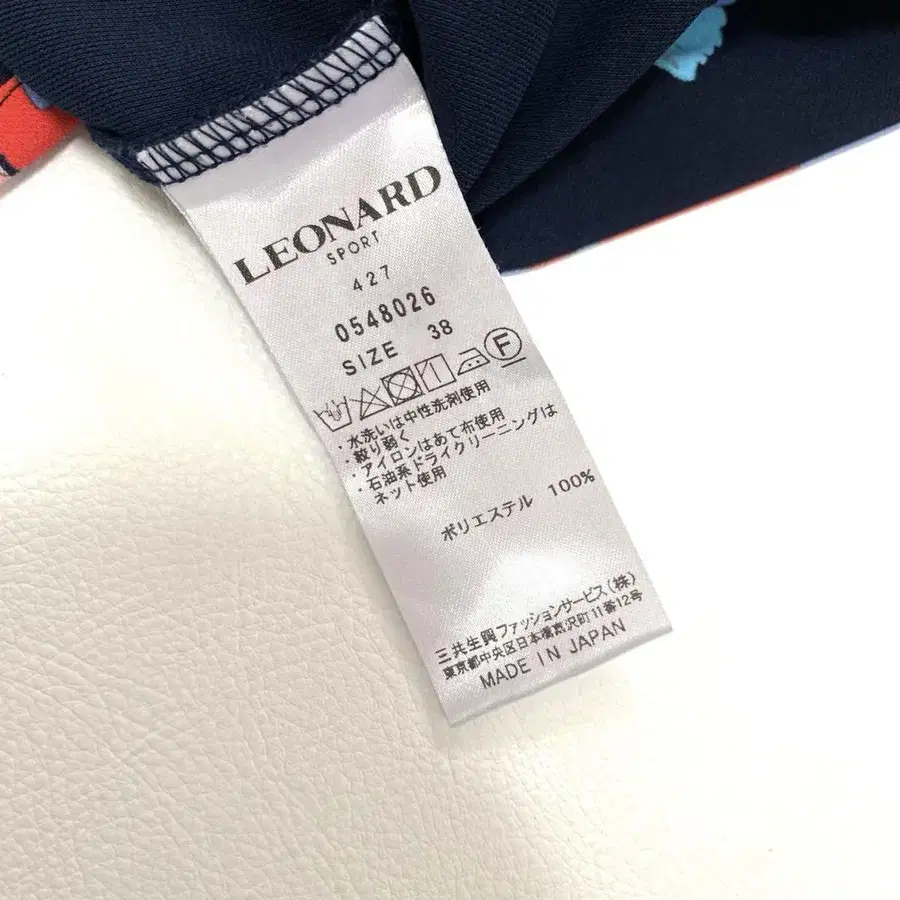 LEONARD
SPORT
427
0548026
SIZE 38
F
・水洗いは中性洗剤使用
・絞り弱く
・アイロンはあて布使用
・石油系ドライクリーニングは
ネット使用
ポリエステル 100%
三共生興ファッションサービス(株)
東京都中央区日本橋富沢町11番12号
MADE IN JAPAN